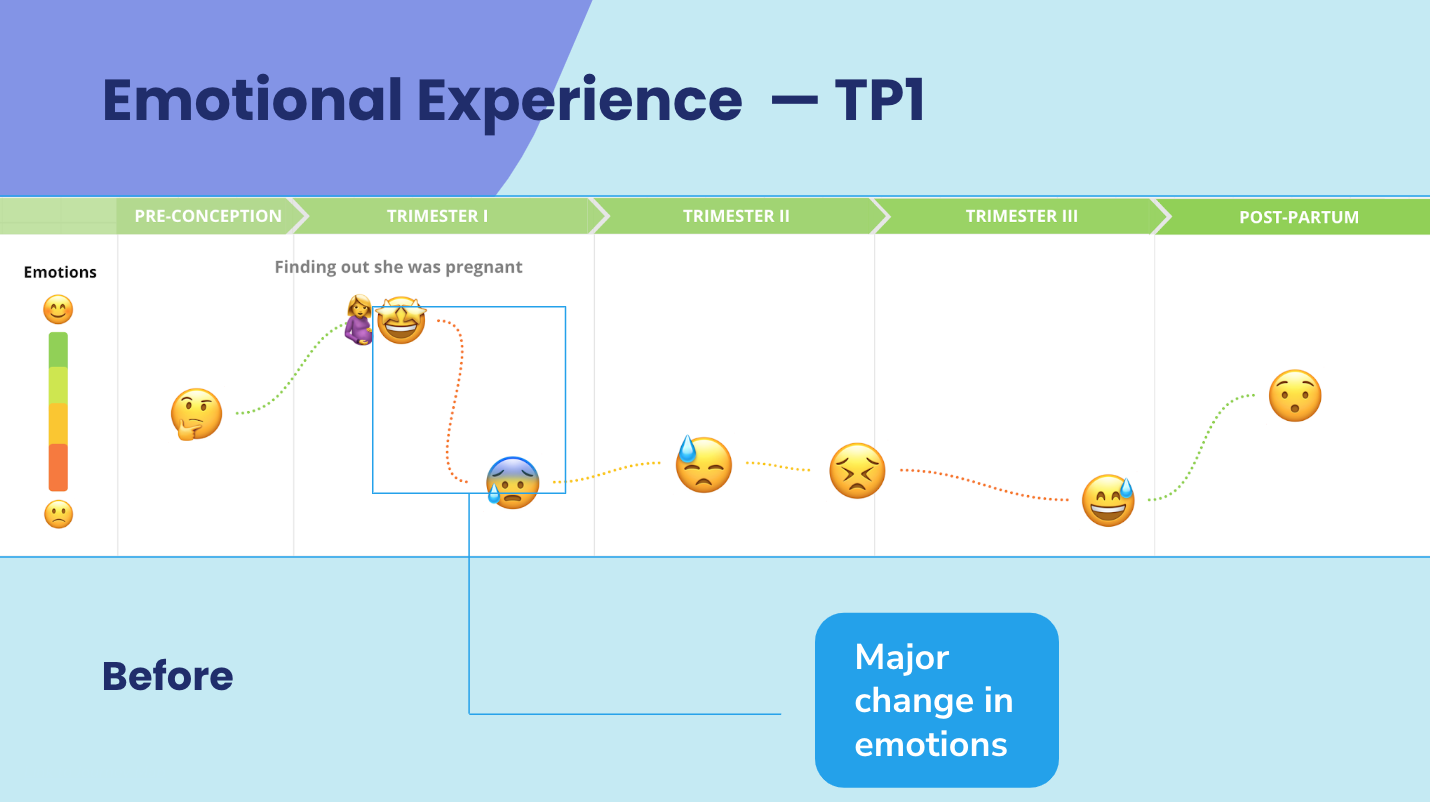 Emotional Experience — TP1
PRE-CONCEPTION
TRIMESTER I
TRIMESTER II
TRIMESTER III
POST-PARTUM
Emotions
Finding out she was pregnant
Before
Major
change in
emotions